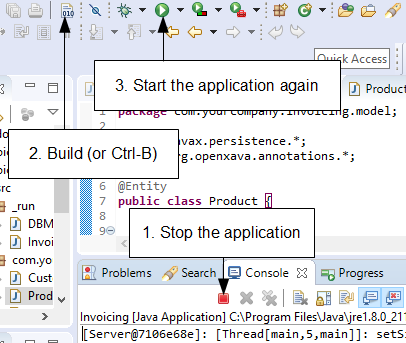 010
Quick Access
3. Start the application again
Product
1
package com.yourcompany.invoicing.model;
2. Build (or Ctrl-B)
avax.persistence.*;
rg.openxava.annotations.*;
src
_run
DBM
Invoi
com.yo
Cust
Prod
6
@Entity
7
public class Product {
8
9
1. Stop the application
Problems
Search
Console
Progress
Invoicing [Java Application] C:\Program Files\Java\jre1.8.0_21
[Server@7106e68e]: [Thread[main,5,main]]: setSi